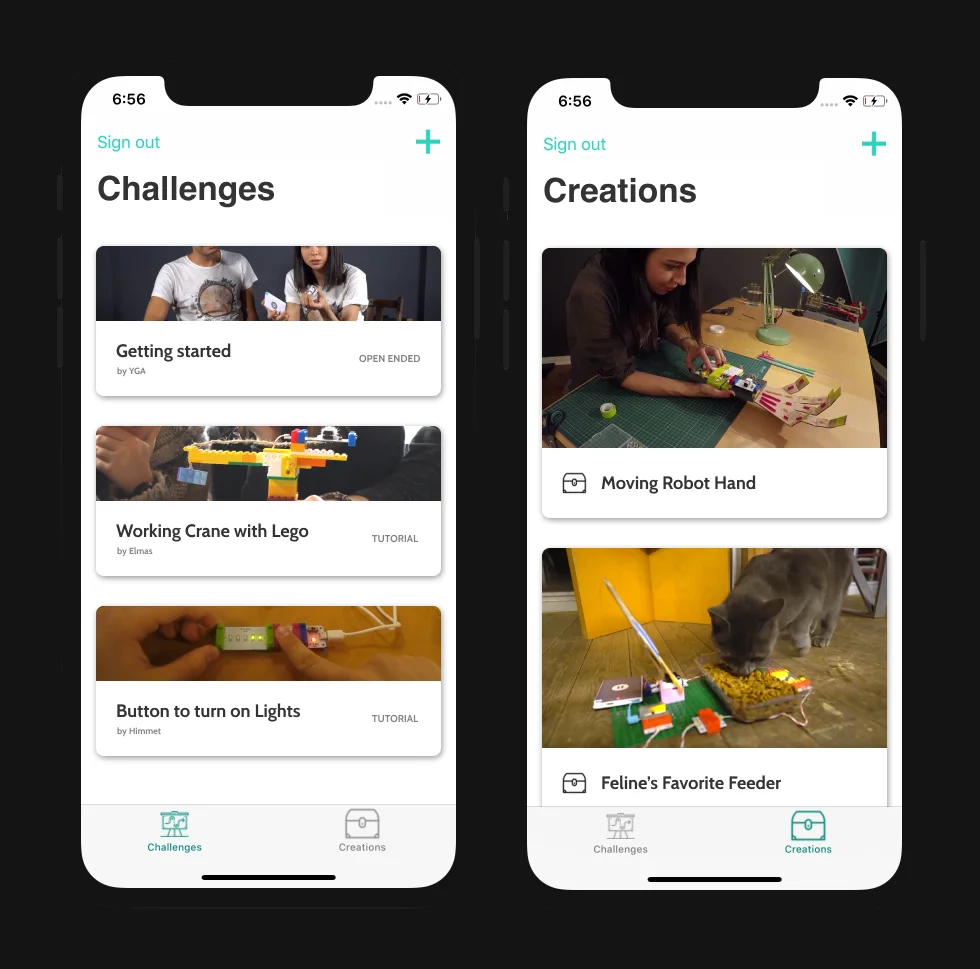 6:56
Sign out
Challenges
Getting started
by YGA
OPEN ENDED
Working Crane with Lego
by Elmas
TUTORIAL
Button to turn on Lights
by Himmet
TUTORIAL
Challenges
Creations
6:56
Sign out
Creations
Moving Robot Hand
Feline's Favorite Feeder
Challenges
Creations